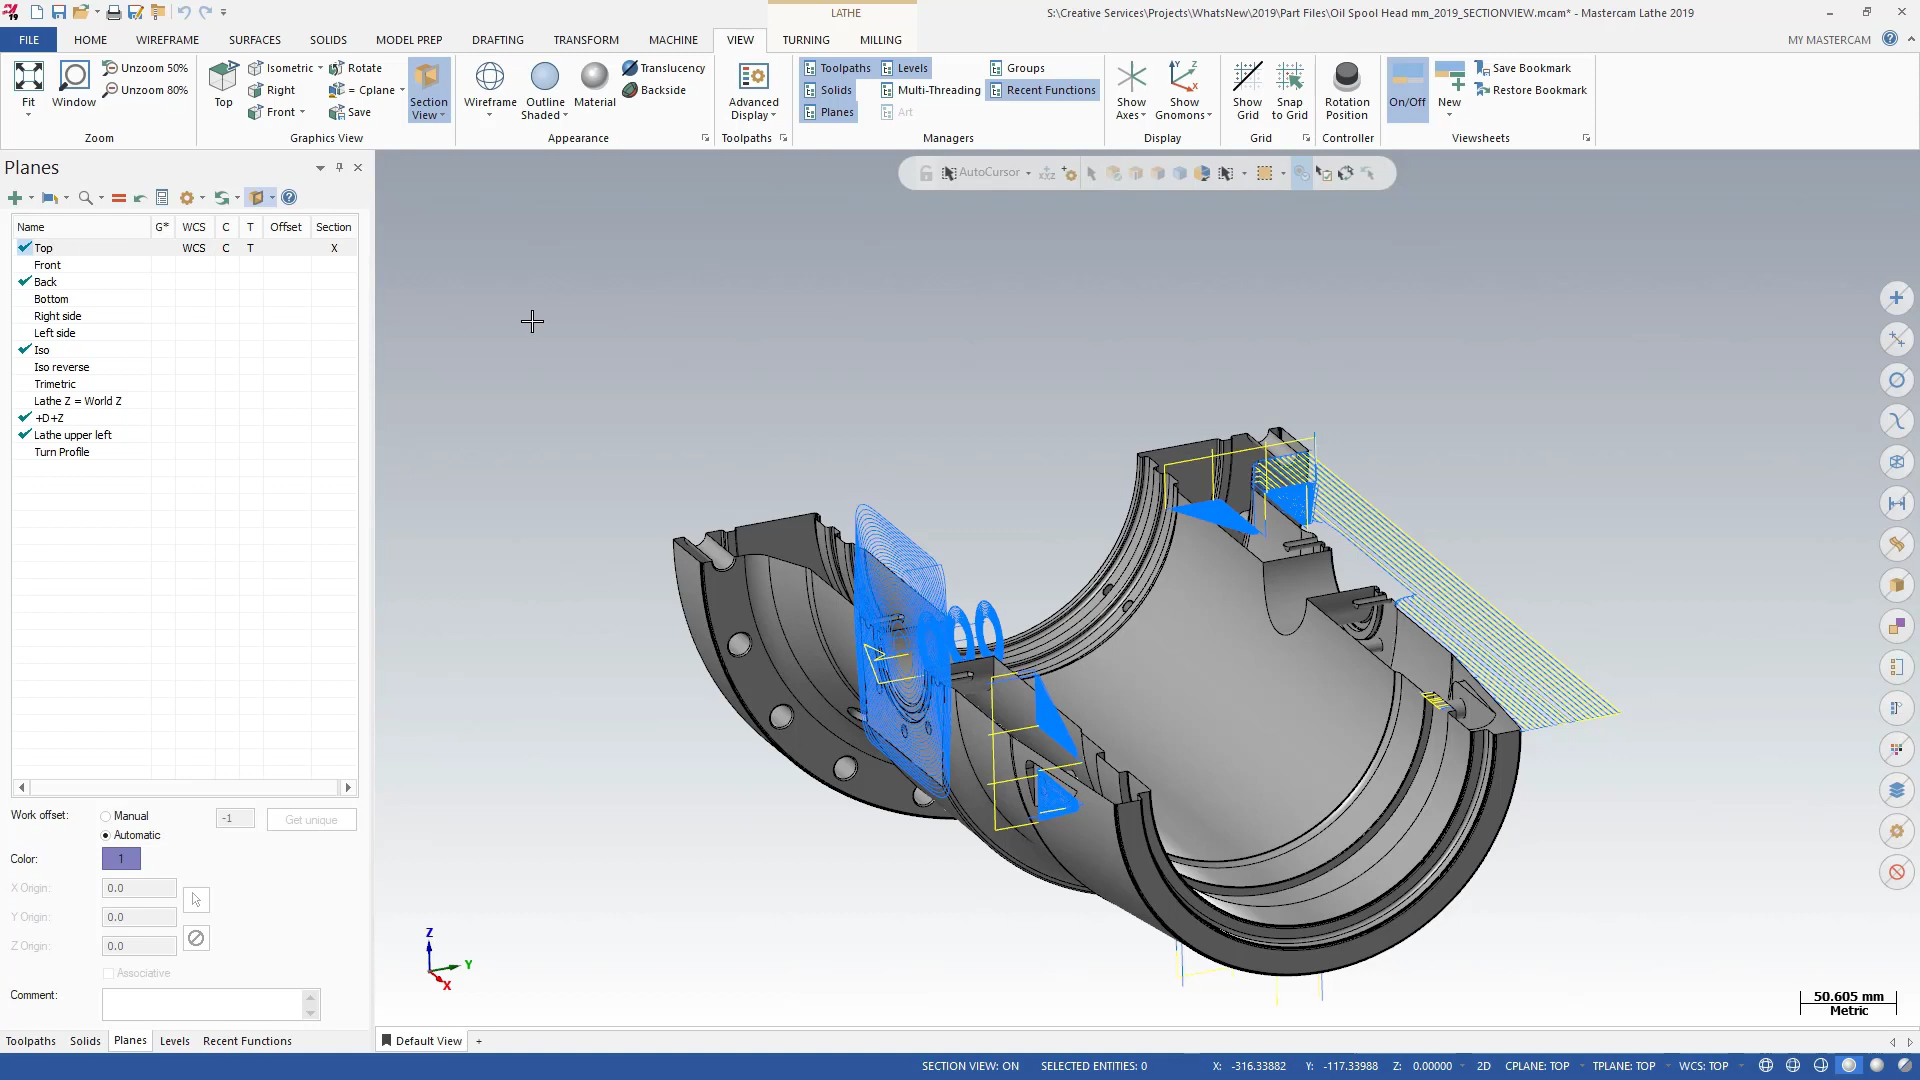 LATHE
S:\Creative Services\Projects\WhatsNew\2019\Part Files\Oil Spool Head mm_2019_SECTIONVIEW.mcam* - Mastercam Lathe 2019
FILE HOME WIREFRAME SURFACES SOLIDS MODEL PREP DRAFTING TRANSFORM MACHINE VIEW TURNING MILLING MY MASTERCAM
Unzoom 50% Isometric Rotate Translucency Toolpaths Levels Groups Save Bookmark
Unzoom 80% Right = Cplane Backside Solids Multi-Threading Recent Functions Restore Bookmark
Fit Window Top Front Save Section View Wireframe Outline Shaded Material Advanced Display Planes Art Show Axes Show Gnomons Show Grid Snap to Grid Rotation Position On/Off New
Zoom Graphics View Appearance Toolpaths Managers Display Grid Controller Viewsheets
Planes
AutoCursor
Name G* WCS C T Offset Section
Top WCS C T X
Front
Back
Bottom
Right side
Left side
Iso
Iso reverse
Trimetric
Lathe Z = World Z
+D+Z
Lathe upper left
Turn Profile
Work offset: Manual -1 Get unique
Automatic
Color: 1
X Origin: 0.0
Y Origin: 0.0
Z Origin: 0.0
Associative
Comment:
Z
Y
X
50.605 mm
Metric
Toolpaths Solids Planes Levels Recent Functions Default View +
SECTION VIEW: ON SELECTED ENTITIES: 0 X: -316.33882 Y: -117.33988 Z: 0.00000 2D CPLANE: TOP TPLANE: TOP WCS: TOP